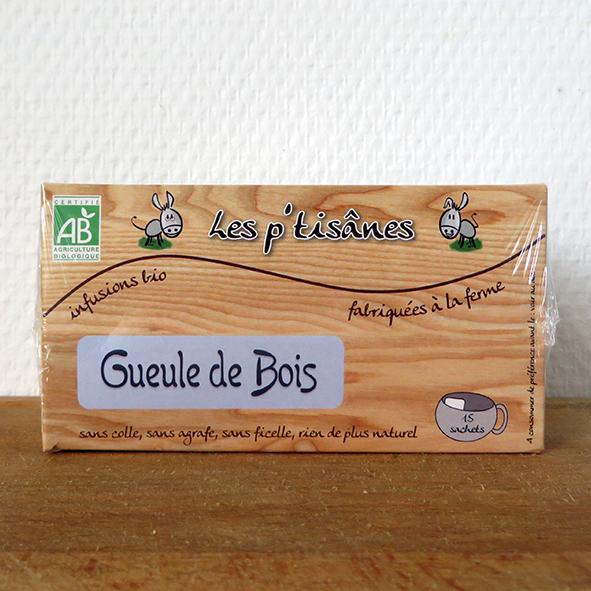 CERTIFIÉ
AB
AGRICULTURE
BIOLOGIQUE
Les p'tisânes
infusions bio
fabriquées à la ferme
Gueule de Bois
15
sachets
sans colle, sans agrafe, sans ficelle, rien de plus naturel
A consommer de préférence avant le: voir